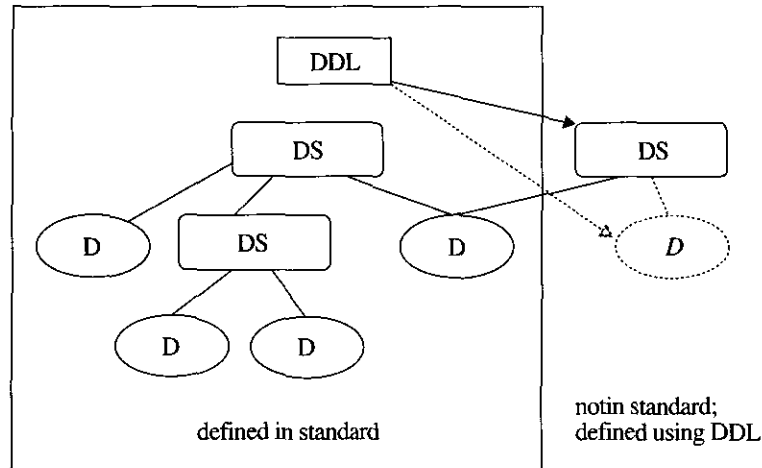 DDL
DS
DS
D
DS
D
D
D
D
defined in standard
notin standard;
defined using DDL